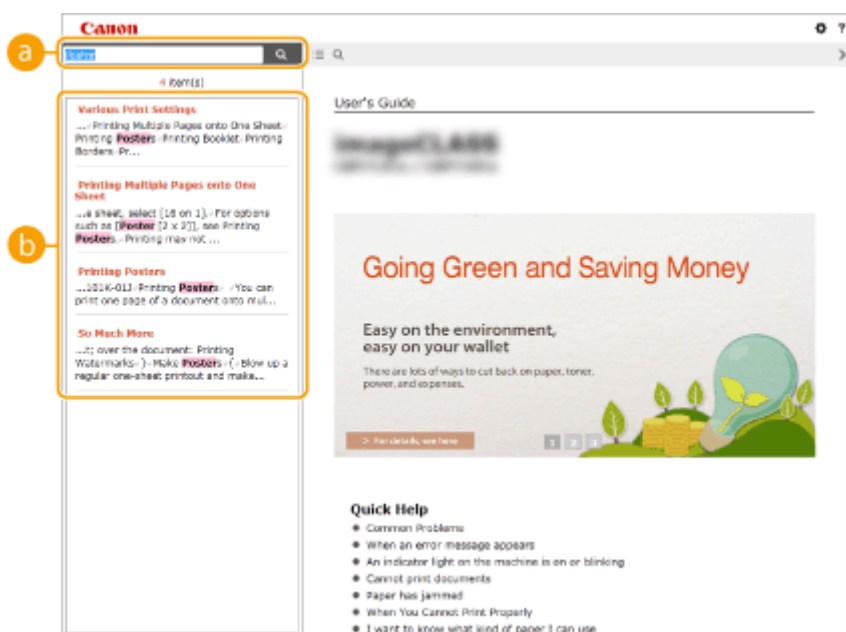 Canon
?
a
Poster
4 item(s)
b
Various Print Settings
.../Printing Multiple Pages onto One Sheet/
Printing Posters/Printing Booklet/Printing
Borders/Pr...
Printing Multiple Pages onto One
Sheet
...a sheet, select [16 on 1]./For options
such as [Poster [2 x 2]], see Printing
Posters./Printing may not ...
Printing Posters
...101K-01J/Printing Posters/ /You can
print one page of a document onto mul...
So Much More
...t; over the document: Printing
Watermarks/}/Make Posters/{/Blow up a
regular one-sheet printout and make...
User's Guide
imageCLASS
Going Green and Saving Money
Easy on the environment,
easy on your wallet
There are lots of ways to cut back on paper, toner,
power, and expenses.
> For details, see here
1 2 3
Quick Help
Common Problems
When an error message appears
An indicator light on the machine is on or blinking
Cannot print documents
Paper has jammed
When You Cannot Print Properly
I want to know what kind of paper I can use